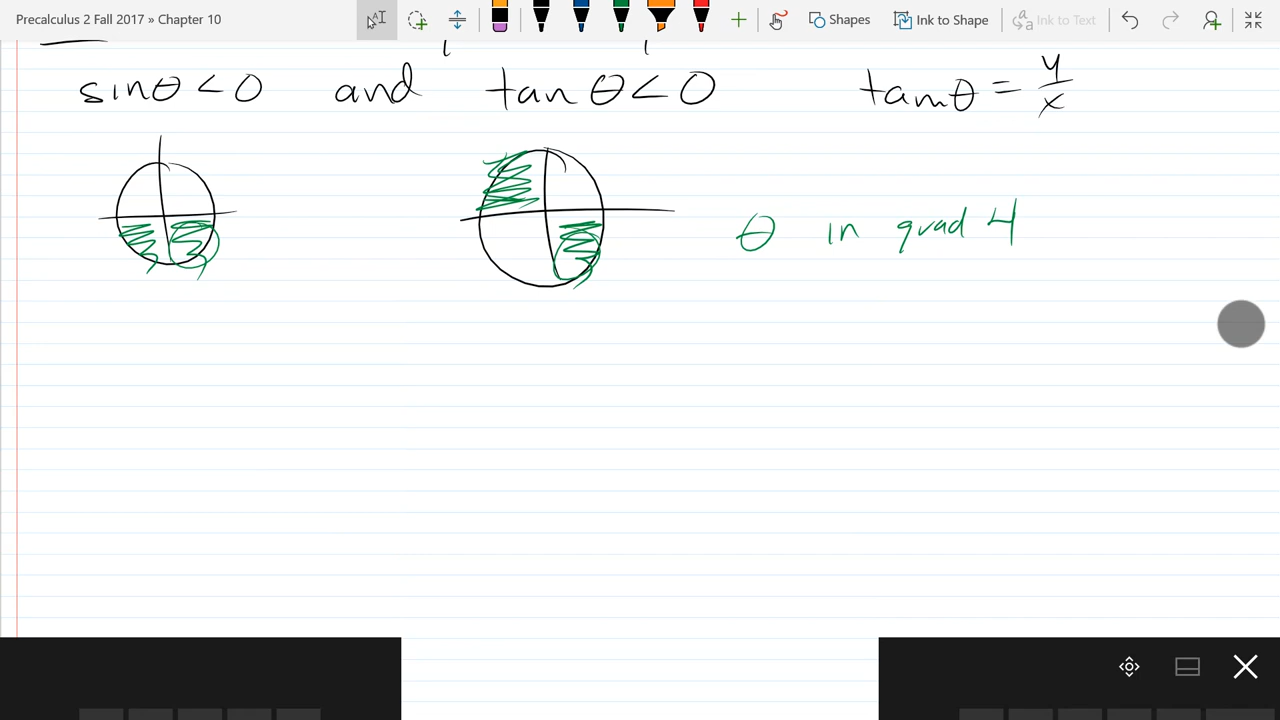 Precalculus 2 Fall 2017 » Chapter 10
Shapes
Ink to Shape
Ink to Text
sinθ < 0 and tan θ < 0 tanθ = y/x
θ in quad 4